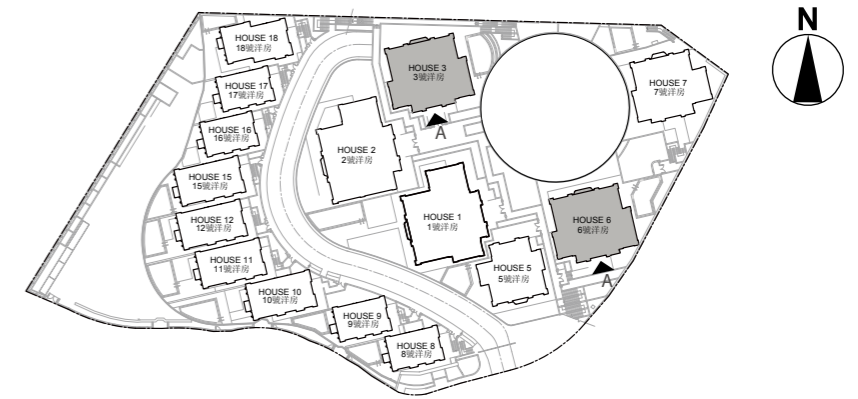 N
HOUSE 18
18號洋房
HOUSE 3
3號洋房
HOUSE 7
7號洋房
HOUSE 17
17號洋房
A
HOUSE 16
16號洋房
HOUSE 2
2號洋房
HOUSE 15
15號洋房
HOUSE 1
1號洋房
HOUSE 6
6號洋房
HOUSE 12
12號洋房
HOUSE 11
11號洋房
HOUSE 5
5號洋房
A
HOUSE 10
10號洋房
HOUSE 9
9號洋房
HOUSE 8
8號洋房